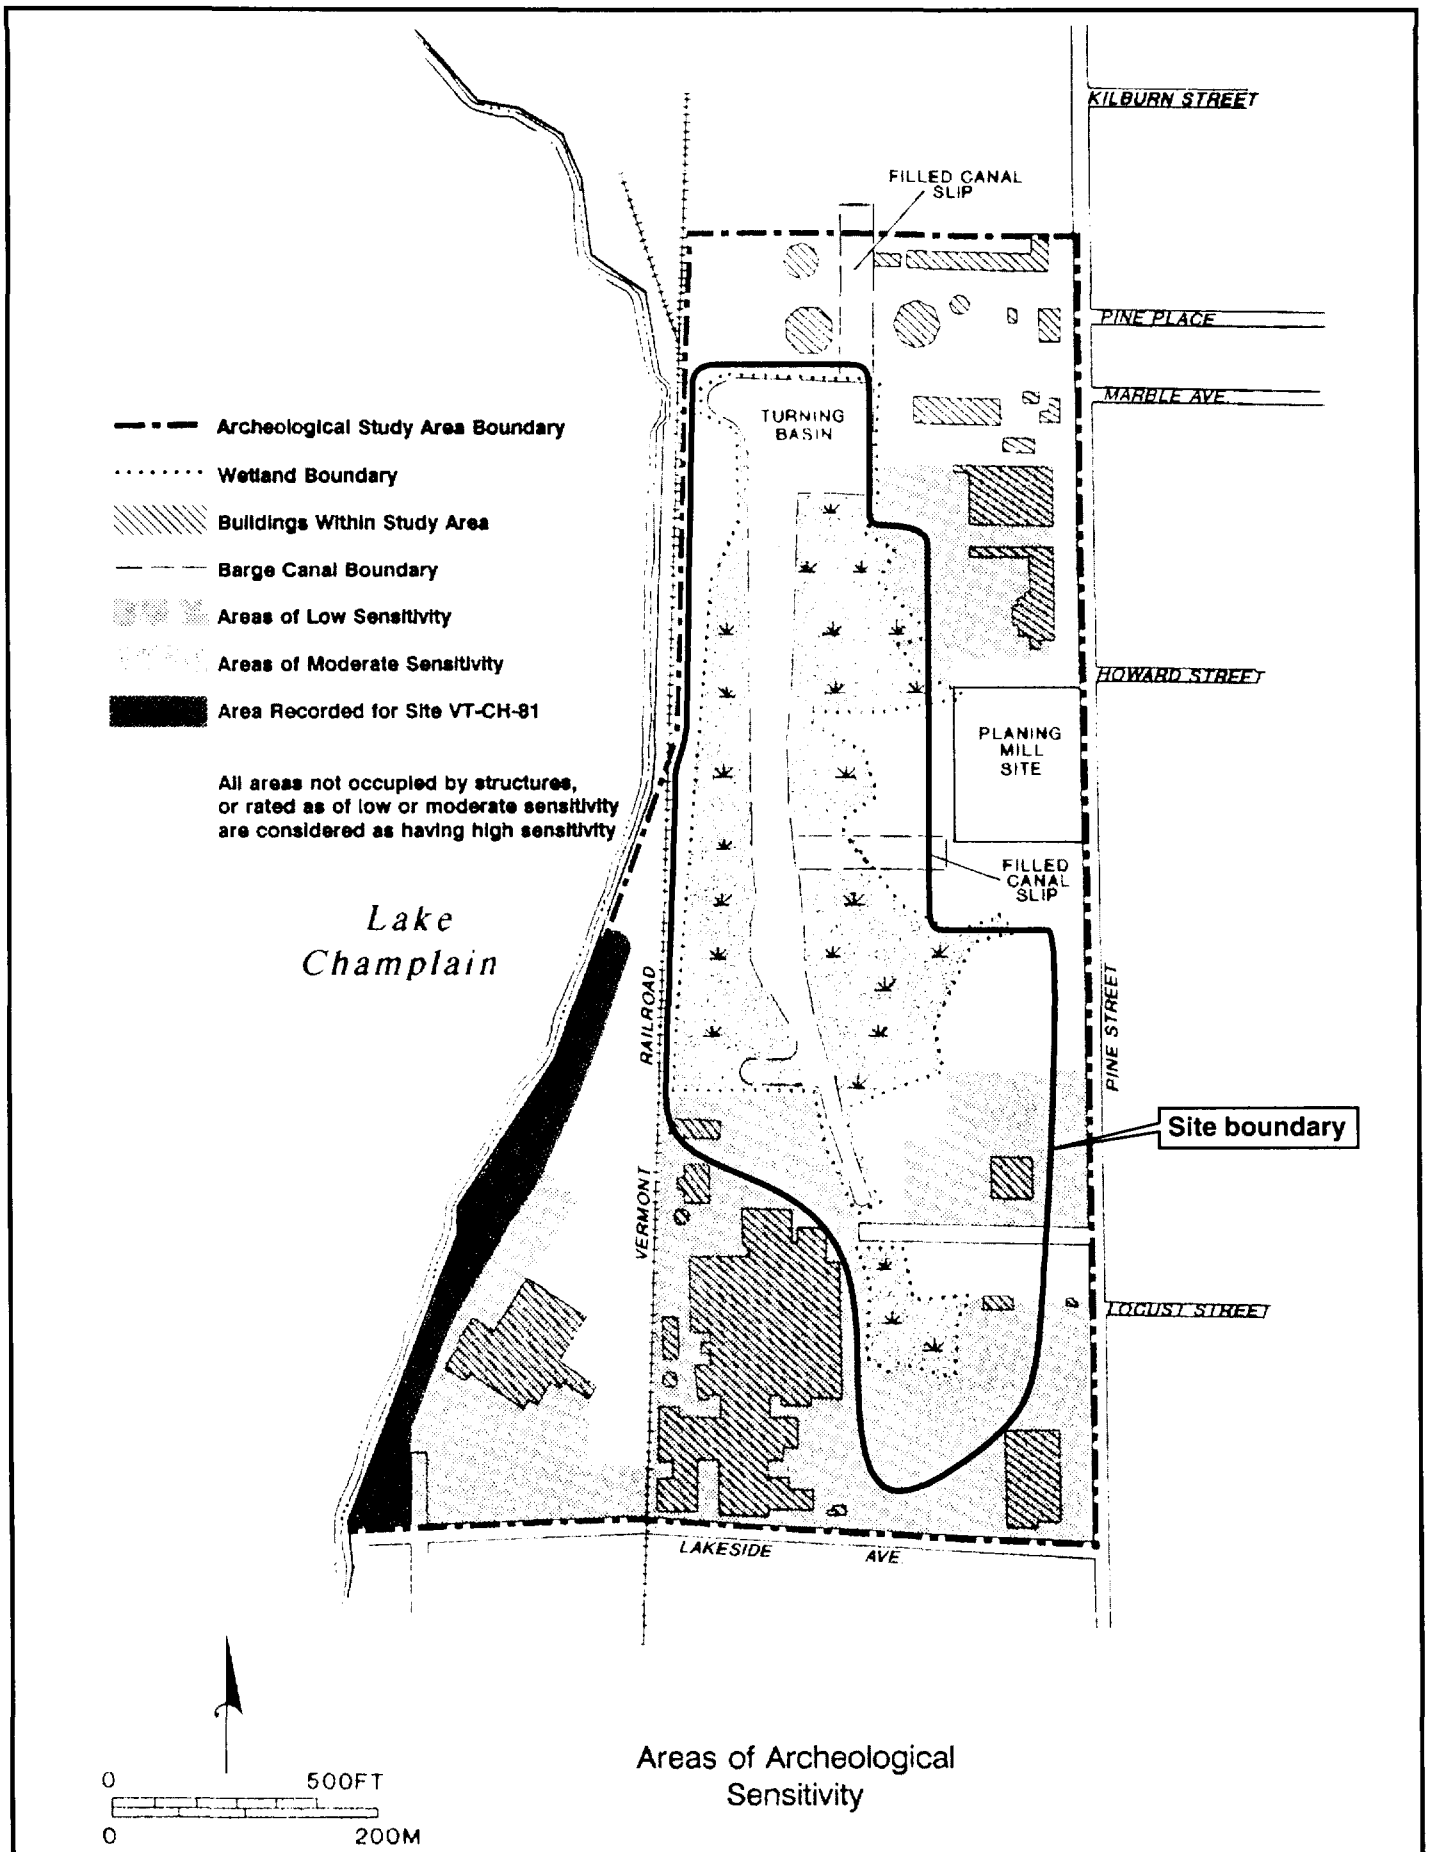 KILBURN STREET
FILLED CANAL
SLIP
PINE PLACE
MARBLE AVE.
TURNING
BASIN
Archeological Study Area Boundary
Wetland Boundary
Buildings Within Study Area
Barge Canal Boundary
Areas of Low Sensitivity
Areas of Moderate Sensitivity
Area Recorded for Site VT-CH-81
All areas not occupied by structures,
or rated as of low or moderate sensitivity
are considered as having high sensitivity
HOWARD STREET
PLANING
MILL
SITE
FILLED
CANAL
SLIP
Lake
Champlain
RAILROAD
PINE STREET
Site boundary
VERMONT
LOCUST STREET
LAKESIDE AVE.
0 500FT
0 200M
Areas of Archeological
Sensitivity